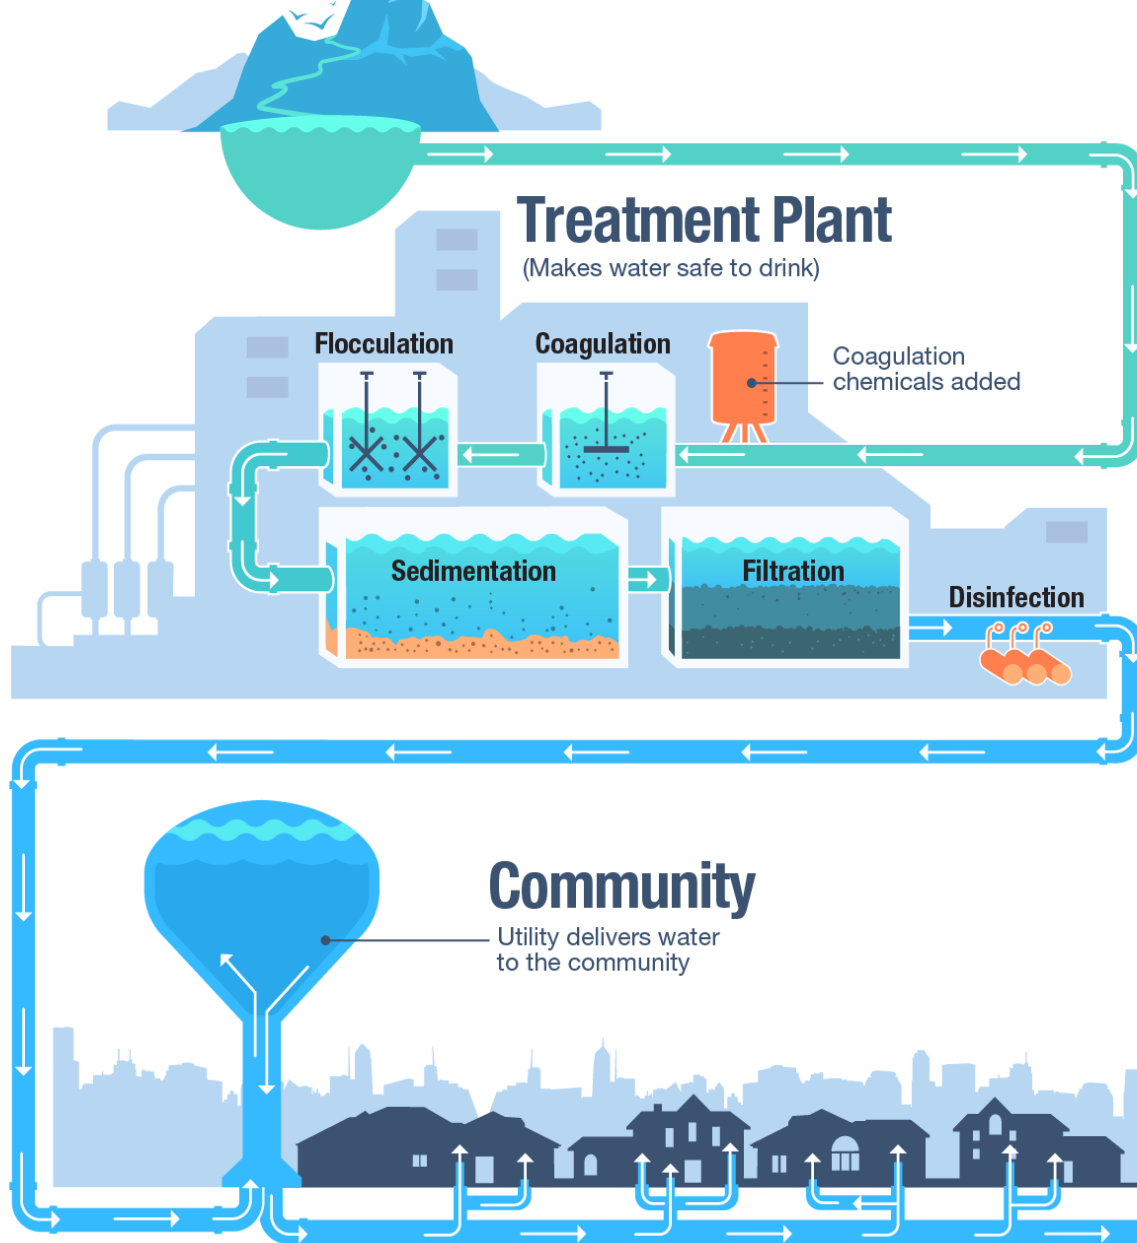 Treatment Plant
(Makes water safe to drink)
Flocculation
Coagulation
Coagulation
chemicals added
Sedimentation
Filtration
Disinfection
Community
Utility delivers water
to the community